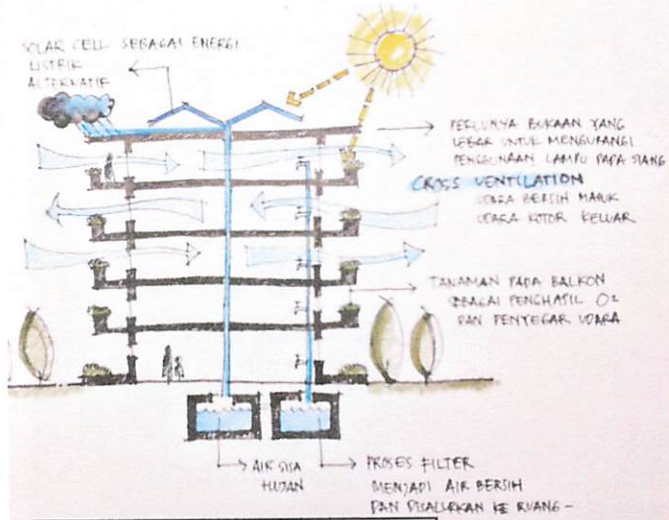 SOLAR CELL SEBAGAI ENERGI
LISTRIK
ALTERNATIF
PERLUNYA BUKAAN YANG
LEBAR UNTUK MENGURANGI
PENGGUNAAN LAMPU PADA SIANG
CROSS VENTILATION
UDARA BERSIH MASUK
UDARA KOTOR KELUAR
TANAMAN PADA BALKON
SEBAGAI PENGHASIL O2
DAN PENYEGAR UDARA
AIR SISA
HUJAN
PROSES FILTER
MENJADI AIR BERSIH
DAN DISALURKAN KE RUANG-